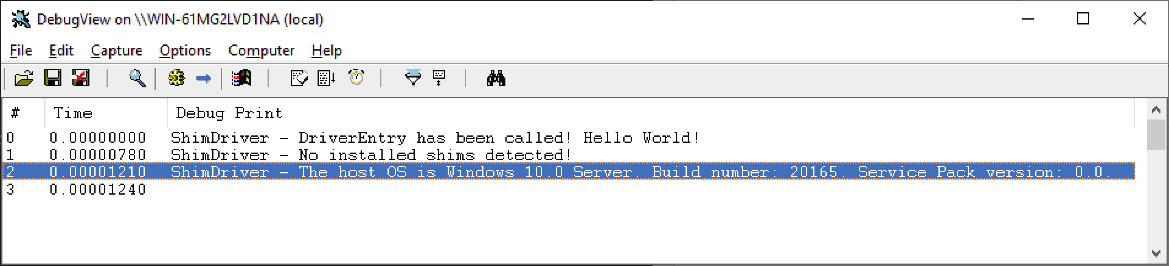 DebugView on \\WIN-61MG2LVD1NA (local)
File Edit Capture Options Computer Help
# Time Debug Print
0 0.00000000 ShimDriver - DriverEntry has been called! Hello World!
1 0.00000780 ShimDriver - No installed shims detected!
2 0.00001210 ShimDriver - The host OS is Windows 10.0 Server. Build number: 20165. Service Pack version: 0.0.
3 0.00001240